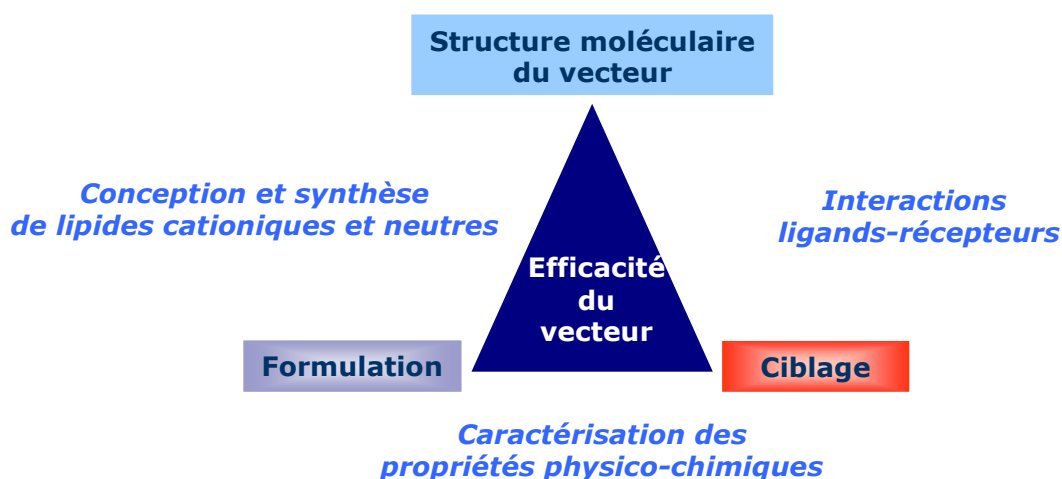 Structure moléculaire
du vecteur
Conception et synthèse
de lipides cationiques et neutres
Interactions
ligands-récepteurs
Efficacité
du
vecteur
Formulation
Ciblage
Caractérisation des
propriétés physico-chimiques